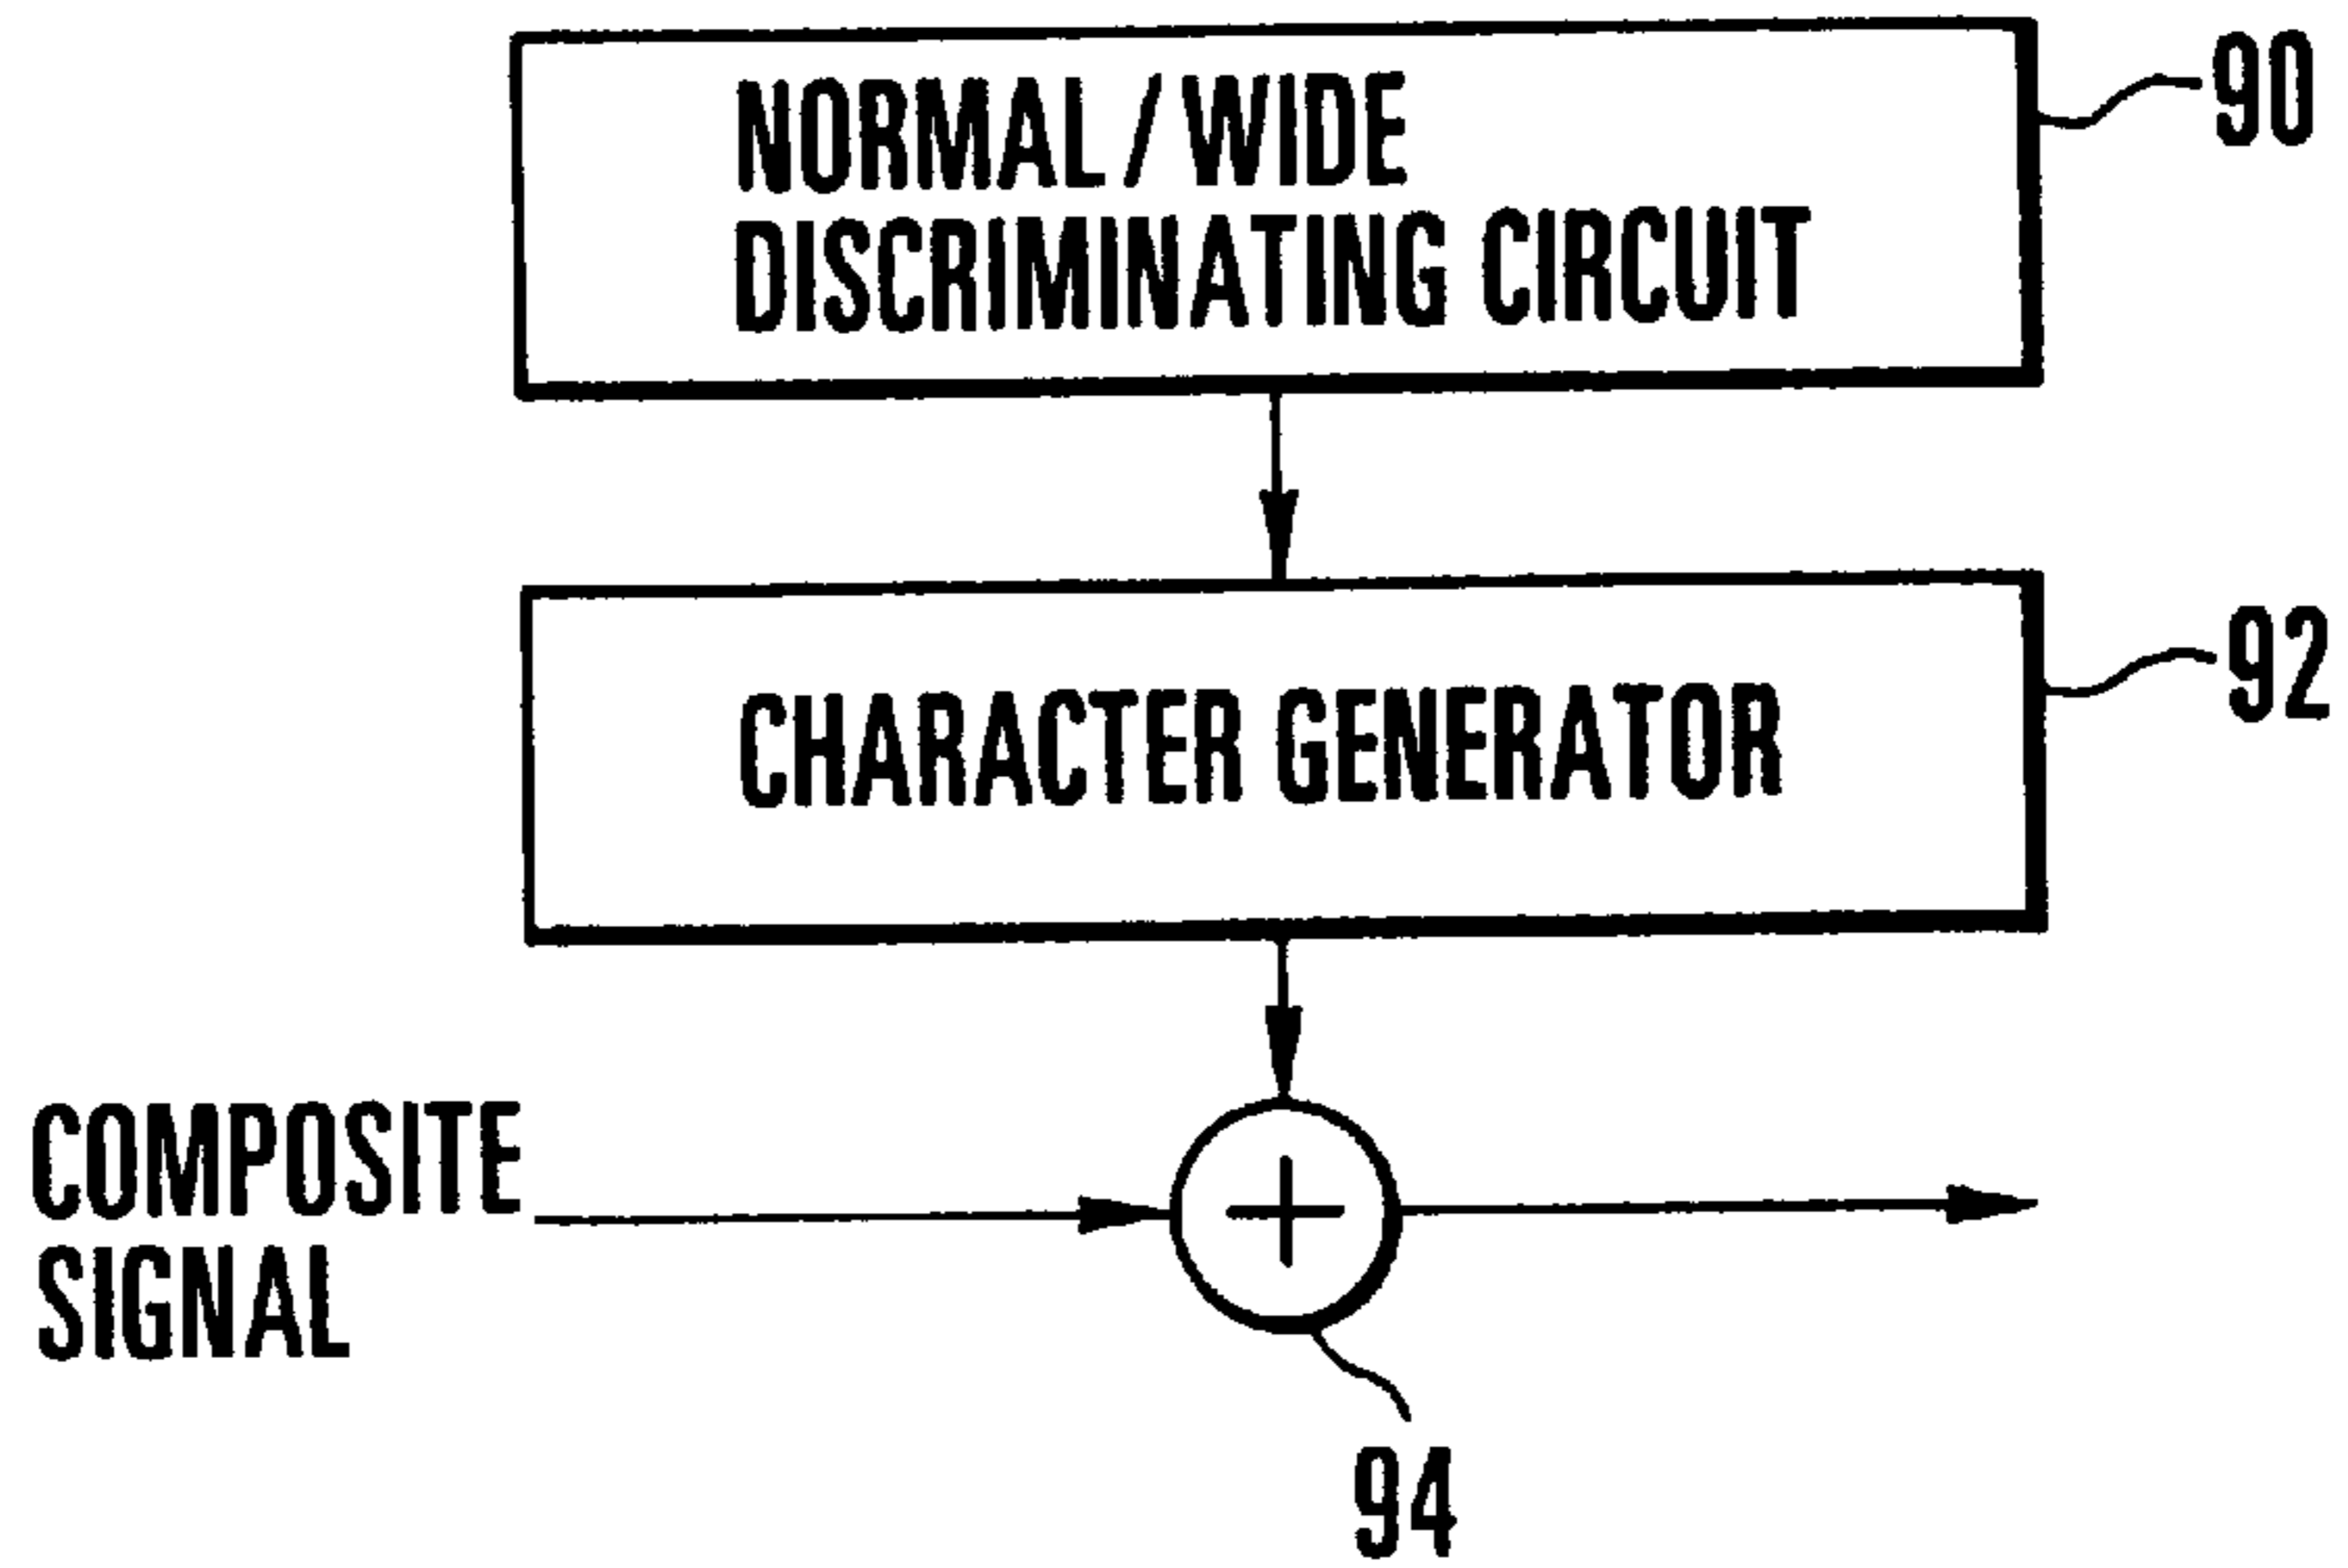 NORMAL/WIDE
DISCRIMINATING CIRCUIT
90
CHARACTER GENERATOR
92
COMPOSITE
SIGNAL
94